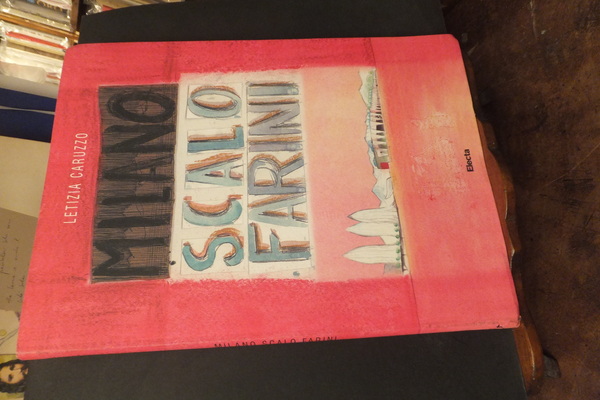 LETIZIA CARUZZO
MILANO
SCALO
FARINI
Electa
MILANO SCALO FARINI